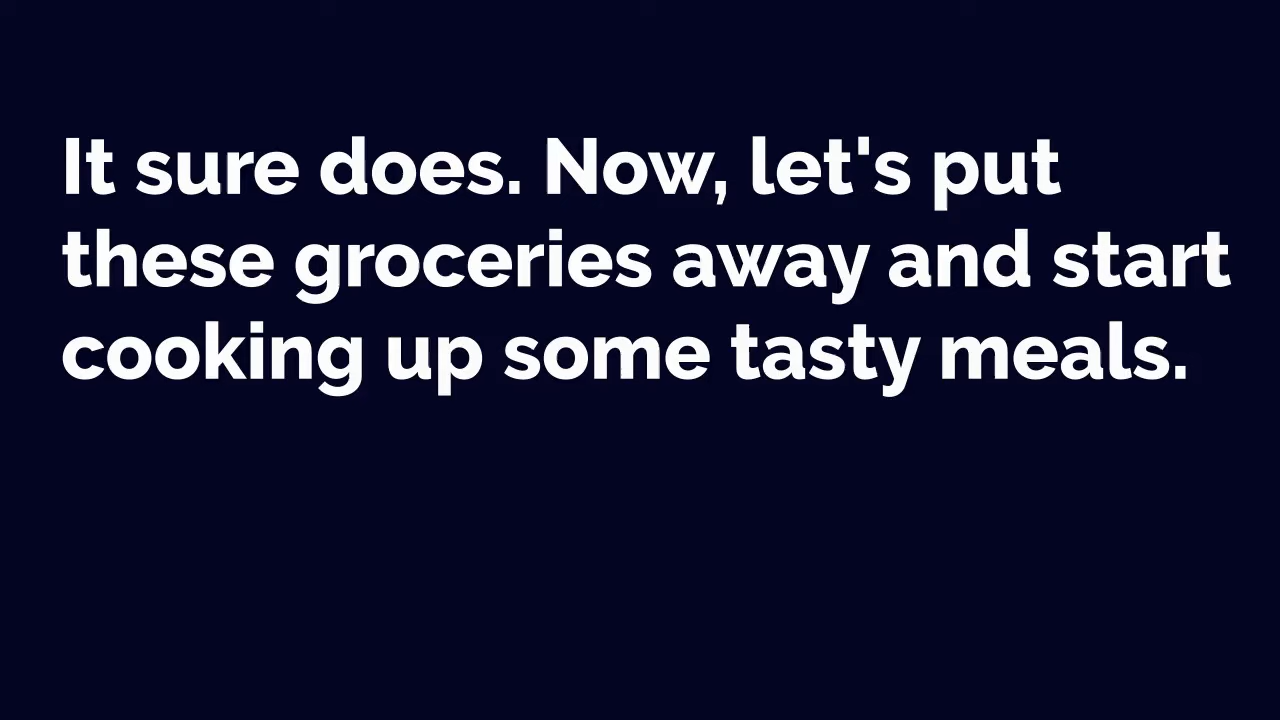 It sure does. Now, let's put
these groceries away and start
cooking up some tasty meals.